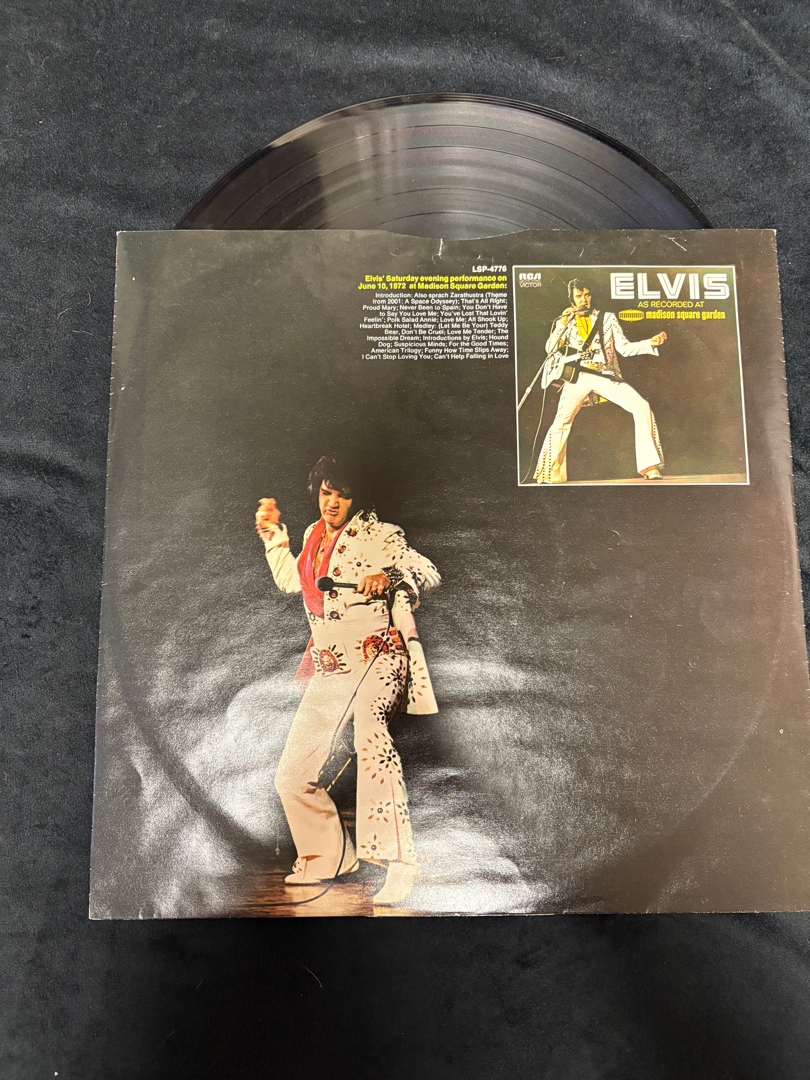 LSP-4776
Elvis' Saturday evening performance on
June 10, 1972 at Madison Square Garden:
Introduction: Also sprach Zarathustra (Theme
from 2001: A Space Odyssey); That's All Right;
Proud Mary; Never Been to Spain; You Don't Have
to Say You Love Me; You've Lost That Lovin'
Feelin'; Polk Salad Annie; Love Me; All Shook Up;
Heartbreak Hotel; Medley; (Let Me Be Your) Teddy
Bear, Don't Be Cruel; Love Me Tender; The
Impossible Dream; Introductions by Elvis; Hound
Dog; Suspicious Minds; For the Good Times;
American Trilogy; Funny How Time Slips Away;
I Can't Stop Loving You; Can't Help Falling in Love
RCA
VICTOR
ELVIS
AS RECORDED AT
madison square garden